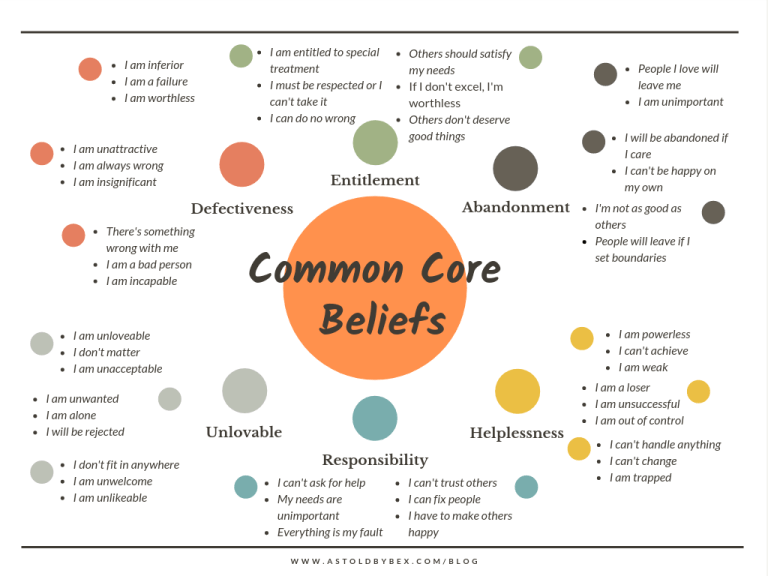 • I am inferior
• I am a failure
• I am worthless
• I am unattractive
• I am always wrong
• I am insignificant
• There's something
wrong with me
• I am a bad person
• I am incapable
Defectiveness
• I am entitled to special
treatment
• I must be respected or I
can't take it
• I can do no wrong
• Others should satisfy
my needs
• If I don't excel, I'm
worthless
• Others don't deserve
good things
Entitlement
• People I love will
leave me
• I am unimportant
• I will be abandoned if
I care
• I can't be happy on
my own
• I'm not as good as
others
• People will leave if I
set boundaries
Abandonment
Common Core
Beliefs
• I am unloveable
• I don't matter
• I am unacceptable
• I am unwanted
• I am alone
• I will be rejected
• I don't fit in anywhere
• I am unwelcome
• I am unlikeable
Unlovable
Responsibility
• I can't ask for help
• My needs are
unimportant
• Everything is my fault
• I can't trust others
• I can fix people
• I have to make others
happy
Helplessness
• I am powerless
• I can't achieve
• I am weak
• I am a loser
• I am unsuccessful
• I am out of control
• I can't handle anything
• I can't change
• I am trapped
WWW.ASTOLDBYBEX.COM/BLOG